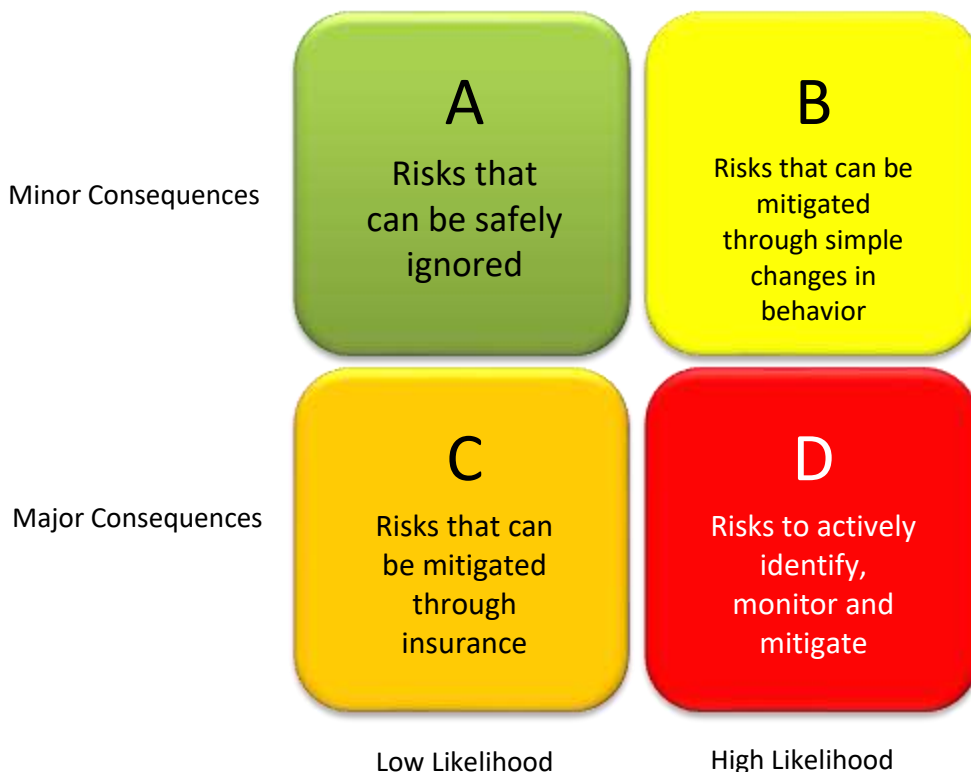 A
Risks that
can be safely
ignored
B
Risks that can be
mitigated
through simple
changes in
behavior
Minor Consequences
C
Risks that can
be mitigated
through
insurance
D
Risks to actively
identify,
monitor and
mitigate
Major Consequences
Low Likelihood
High Likelihood